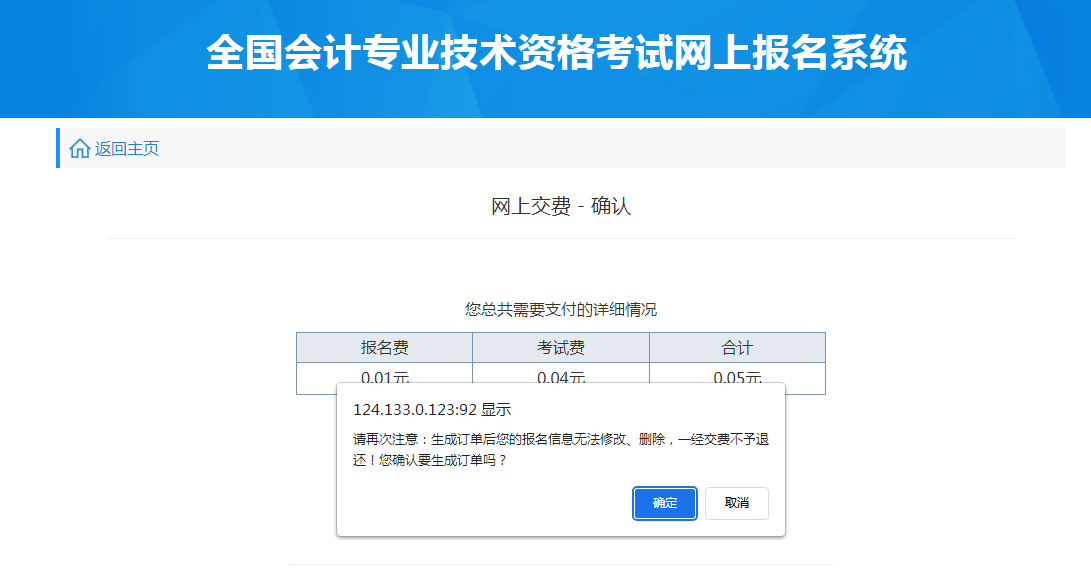 全国会计专业技术资格考试网上报名系统
返回主页
网上交费 - 确认
您总共需要支付的详细情况
报名费 考试费 合计
0.01元 0.04元 0.05元
124.133.0.123:92 显示
请再次注意：生成订单后您的报名信息无法修改、删除，一经交费不予退
还！您确认要生成订单吗？
确定 取消